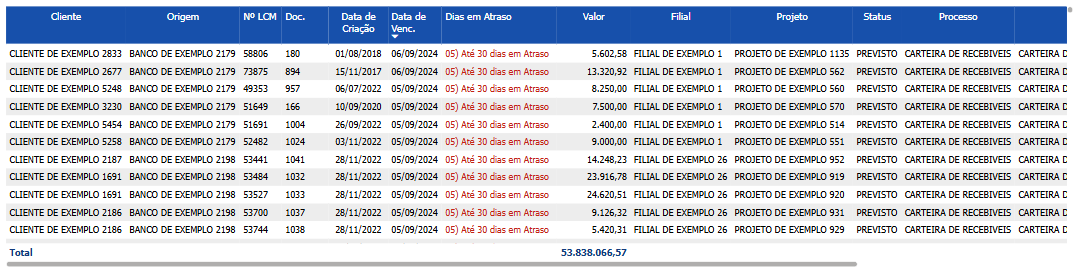 Cliente Origem Nº LCM Doc. Data de Criação Data de Venc. Dias em Atraso Valor Filial Projeto Status Processo
CLIENTE DE EXEMPLO 2833 BANCO DE EXEMPLO 2179 58806 180 01/08/2018 06/09/2024 05) Até 30 dias em Atraso 5.602,58 FILIAL DE EXEMPLO 1 PROJETO DE EXEMPLO 1135 PREVISTO CARTEIRA DE RECEBIVEIS CARTEIRA D
CLIENTE DE EXEMPLO 2677 BANCO DE EXEMPLO 2179 73875 894 15/11/2017 06/09/2024 05) Até 30 dias em Atraso 13.320,92 FILIAL DE EXEMPLO 1 PROJETO DE EXEMPLO 562 PREVISTO CARTEIRA DE RECEBIVEIS CARTEIRA D
CLIENTE DE EXEMPLO 5248 BANCO DE EXEMPLO 2179 49353 957 06/07/2022 05/09/2024 05) Até 30 dias em Atraso 8.250,00 FILIAL DE EXEMPLO 1 PROJETO DE EXEMPLO 560 PREVISTO CARTEIRA DE RECEBIVEIS CARTEIRA D
CLIENTE DE EXEMPLO 3230 BANCO DE EXEMPLO 2179 51649 166 10/09/2020 05/09/2024 05) Até 30 dias em Atraso 7.500,00 FILIAL DE EXEMPLO 1 PROJETO DE EXEMPLO 570 PREVISTO CARTEIRA DE RECEBIVEIS CARTEIRA D
CLIENTE DE EXEMPLO 5454 BANCO DE EXEMPLO 2179 51691 1004 26/09/2022 05/09/2024 05) Até 30 dias em Atraso 2.400,00 FILIAL DE EXEMPLO 1 PROJETO DE EXEMPLO 514 PREVISTO CARTEIRA DE RECEBIVEIS CARTEIRA D
CLIENTE DE EXEMPLO 5258 BANCO DE EXEMPLO 2179 52482 1024 03/11/2022 05/09/2024 05) Até 30 dias em Atraso 9.000,00 FILIAL DE EXEMPLO 1 PROJETO DE EXEMPLO 551 PREVISTO CARTEIRA DE RECEBIVEIS CARTEIRA D
CLIENTE DE EXEMPLO 2187 BANCO DE EXEMPLO 2198 53441 1041 28/11/2022 05/09/2024 05) Até 30 dias em Atraso 14.248,23 FILIAL DE EXEMPLO 26 PROJETO DE EXEMPLO 952 PREVISTO CARTEIRA DE RECEBIVEIS CARTEIRA D
CLIENTE DE EXEMPLO 1691 BANCO DE EXEMPLO 2198 53484 1032 28/11/2022 05/09/2024 05) Até 30 dias em Atraso 23.916,78 FILIAL DE EXEMPLO 26 PROJETO DE EXEMPLO 919 PREVISTO CARTEIRA DE RECEBIVEIS CARTEIRA D
CLIENTE DE EXEMPLO 1691 BANCO DE EXEMPLO 2198 53527 1033 28/11/2022 05/09/2024 05) Até 30 dias em Atraso 24.620,51 FILIAL DE EXEMPLO 26 PROJETO DE EXEMPLO 920 PREVISTO CARTEIRA DE RECEBIVEIS CARTEIRA D
CLIENTE DE EXEMPLO 2186 BANCO DE EXEMPLO 2198 53700 1037 28/11/2022 05/09/2024 05) Até 30 dias em Atraso 9.126,32 FILIAL DE EXEMPLO 26 PROJETO DE EXEMPLO 931 PREVISTO CARTEIRA DE RECEBIVEIS CARTEIRA D
CLIENTE DE EXEMPLO 2186 BANCO DE EXEMPLO 2198 53744 1038 28/11/2022 05/09/2024 05) Até 30 dias em Atraso 5.420,31 FILIAL DE EXEMPLO 26 PROJETO DE EXEMPLO 929 PREVISTO CARTEIRA DE RECEBIVEIS CARTEIRA D
Total 53.838.066,57